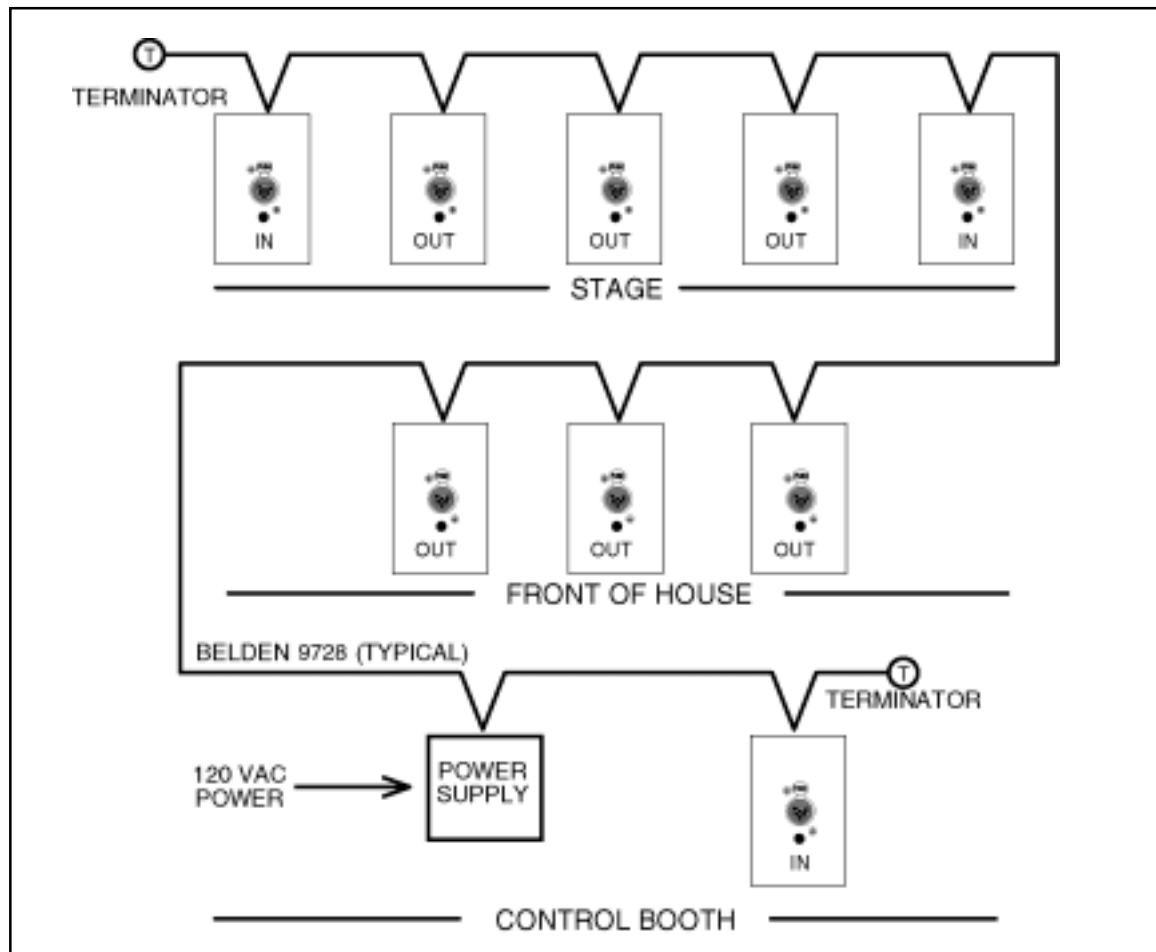 T
TERMINATOR
IN
OUT
OUT
OUT
IN
STAGE
OUT
OUT
OUT
FRONT OF HOUSE
BELDEN 9728 (TYPICAL)
T
TERMINATOR
120 VAC
POWER
POWER
SUPPLY
IN
CONTROL BOOTH